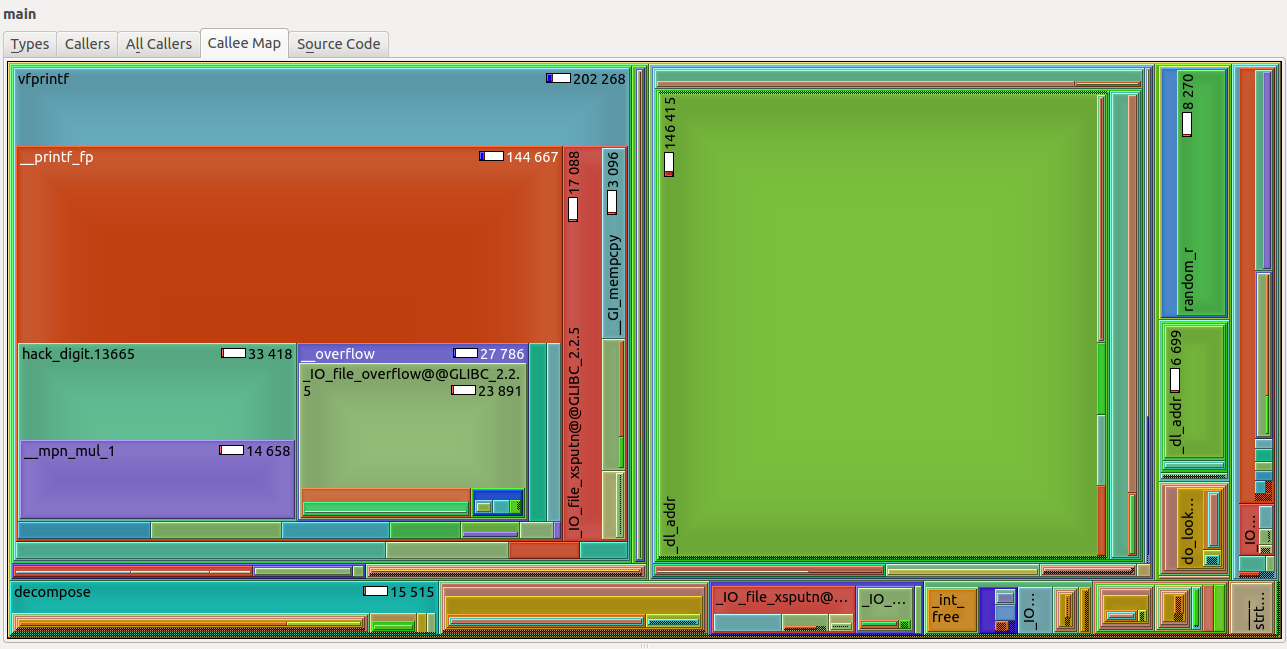 main
Types
Callers
All Callers
Callee Map
Source Code
vfprintf
202 268
__printf_fp
144 667
hack_digit.13665
33 418
__mpn_mul_1
14 658
__overflow
27 786
_IO_file_overflow@@GLIBC_2.2.
5
23 891
_IO_file_xsputn@@GLIBC_2.2.5
17 088
__GI_mempcpy
3 096
_dl_addr
146 415
random_r
8 270
_dl_addr
6 699
do_look...
_IO...
decompose
15 515
_IO_file_xsputn@...
_IO_...
_int_
free
_IO...
____
strt...